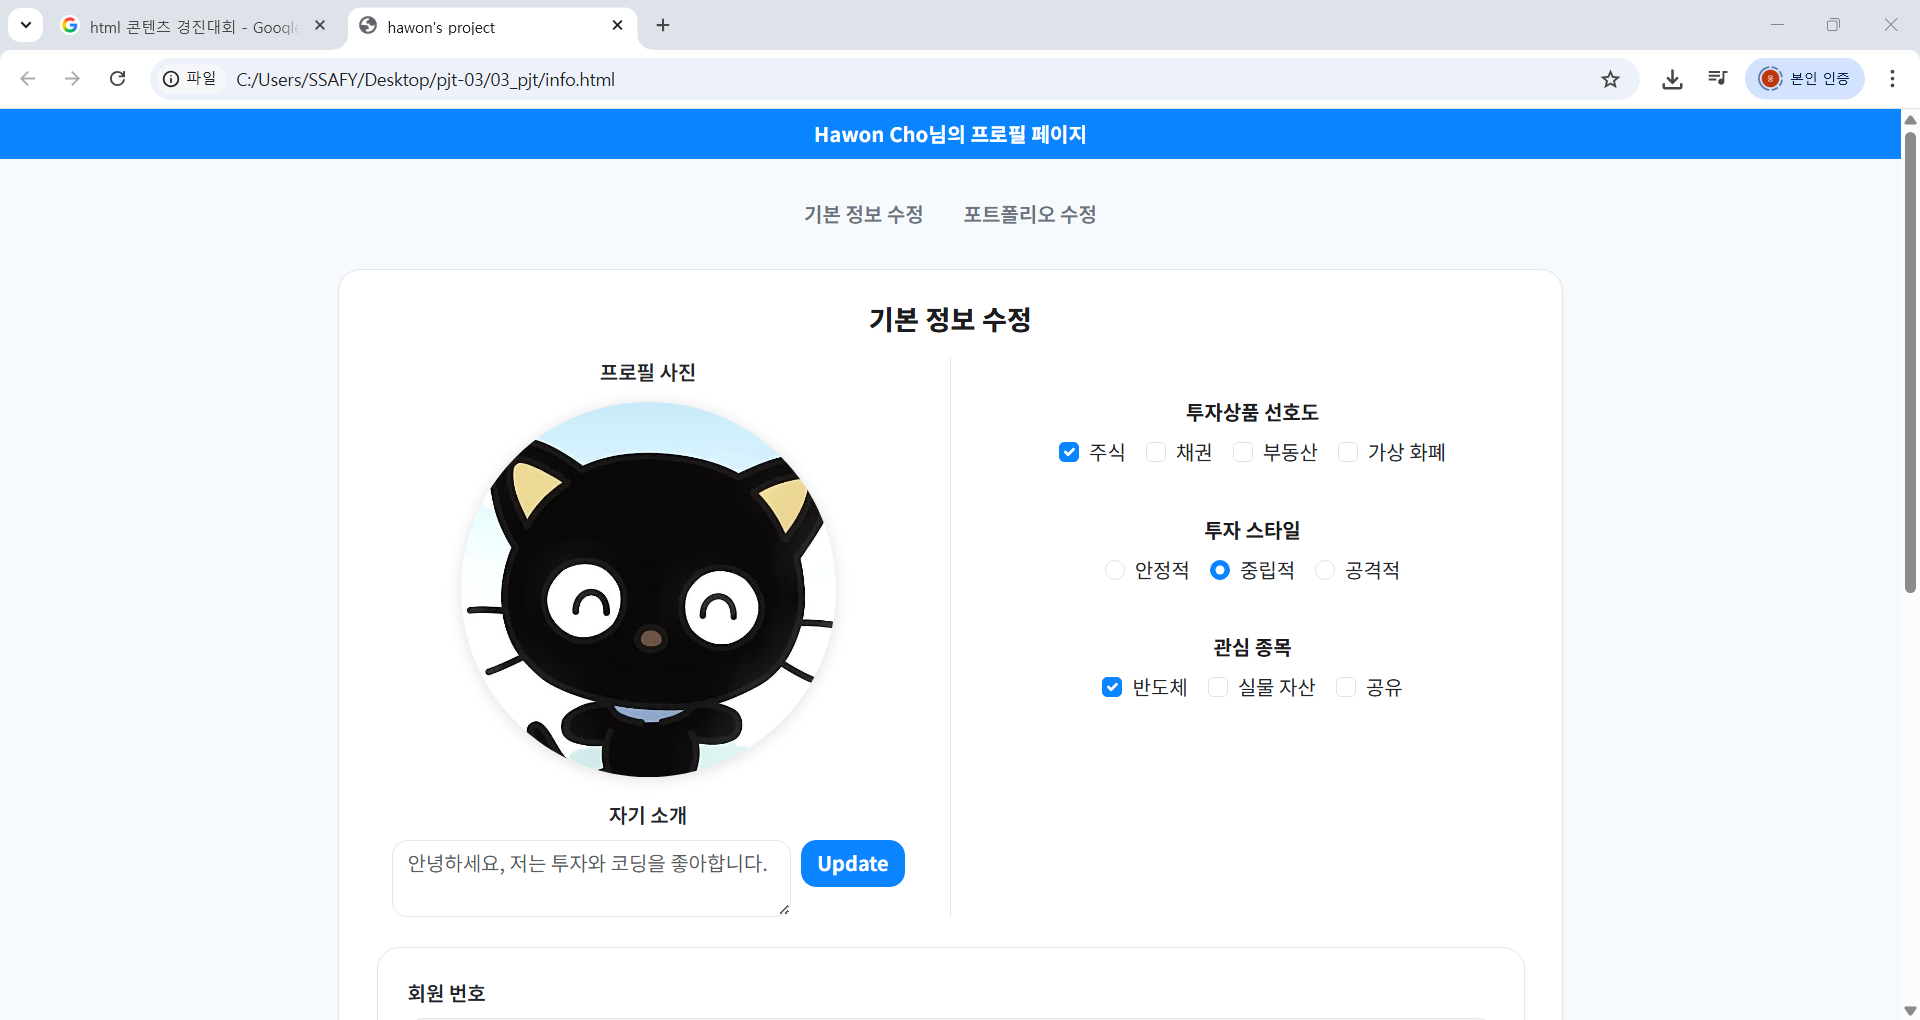 html 콘텐츠 경진대회 - Google
hawon's project
파일
C:/Users/SSAFY/Desktop/pjt-03/03_pjt/info.html
본인 인증
Hawon Cho님의 프로필 페이지
기본 정보 수정 포트폴리오 수정
기본 정보 수정
프로필 사진
자기 소개
안녕하세요, 저는 투자와 코딩을 좋아합니다.
Update
투자상품 선호도
주식 채권 부동산 가상 화폐
투자 스타일
안정적 중립적 공격적
관심 종목
반도체 실물 자산 공유
회원 번호